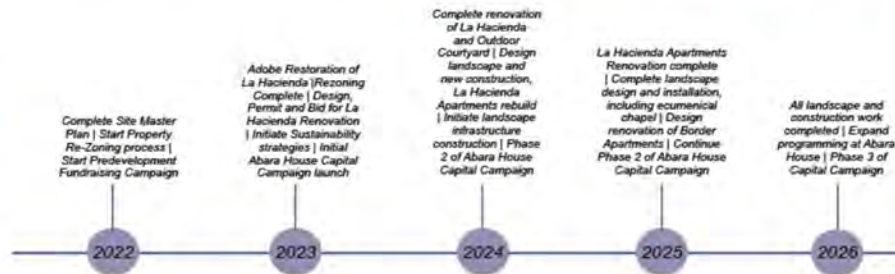 Complete Site Master
Plan | Start Property
Re-Zoning process |
Start Predevelopment
Fundraising Campaign
2022
Adobe Restoration of
La Hacienda |Rezoning
Complete | Design,
Permit and Bid for La
Hacienda Renovation
| Initiate Sustainability
strategies | Initial
Abara House Capital
Campaign launch
2023
Complete renovation
of La Hacienda
and Outdoor
Courtyard | Design
landscape and
new construction,
La Hacienda
Apartments rebuild
| Initiate landscape
infrastructure
construction | Phase
2 of Abara House
Capital Campaign
2024
La Hacienda Apartments
Renovation complete
| Complete landscape
design and installation,
including ecumenical
chapel | Design
renovation of Border
Apartments | Continue
Phase 2 of Abara House
Capital Campaign
2025
All landscape and
construction work
completed | Expand
programming at Abara
House | Phase 3 of
Capital Campaign
2026